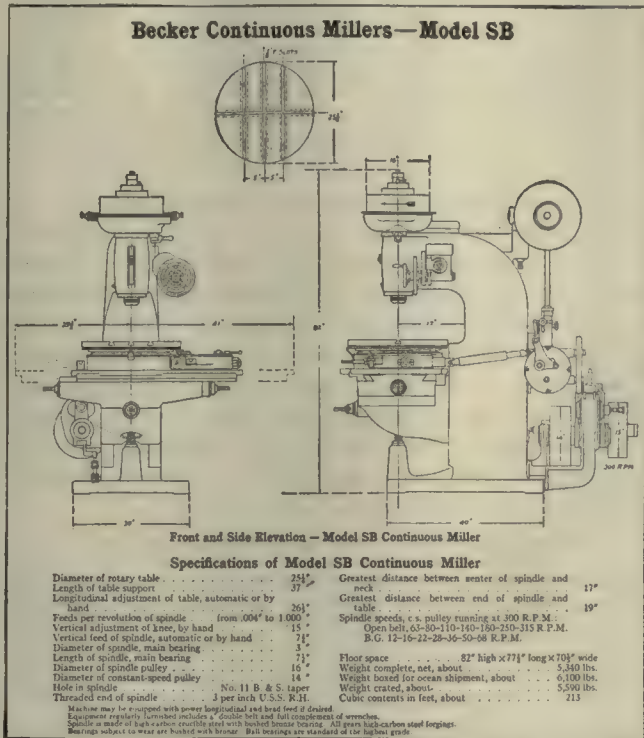 Becker Continuous Millers—Model SB
25½"
5" 5"
16"
17"
300 R.P.M.
30"
40"
Front and Side Elevation — Model SB Continuous Miller
Specifications of Model SB Continuous Miller
Diameter of rotary table . . . 25½"
Length of table support . . . 37"
Longitudinal adjustment of table, automatic or by
hand . . . 26½"
Feeds per revolution of spindle . . . from .004" to 1.000"
Vertical adjustment of knee, by hand . . . 15"
Vertical feed of spindle, automatic or by hand . . . 7½"
Diameter of spindle, main bearing . . . 3"
Length of spindle, main bearing . . . 7½"
Diameter of spindle pulley . . . 16"
Diameter of constant-speed pulley . . . 14"
Hole in spindle . . . No. 11 B. & S. taper
Threaded end of spindle . . . 3 per inch U.S.S. R.H.
Greatest distance between center of spindle and
neck . . . 17"
Greatest distance between end of spindle and
table . . . 19"
Spindle speeds, c.s. pulley running at 300 R.P.M.:
Open belt, 63-80-110-140-180-250-315 R.P.M.
B.G. 12-16-22-28-36-50-68 R.P.M.
Floor space . . . 82" high ×77½" long×70½" wide
Weight complete, net, about . . . 5,340 lbs.
Weight boxed for ocean shipment, about . . . 6,100 lbs.
Weight crated, about . . . 5,590 lbs.
Cubic contents in feet, about . . . 213
Machine may be equipped with power longitudinal and head feed if desired.
Equipment regularly furnished includes 4" double belt and full complement of wrenches.
Spindle is made of high-carbon crucible steel with bushed bronze bearing. All gears high-carbon steel forgings.
Bearings subject to wear are bushed with bronze. Ball bearings are standard of the highest grade